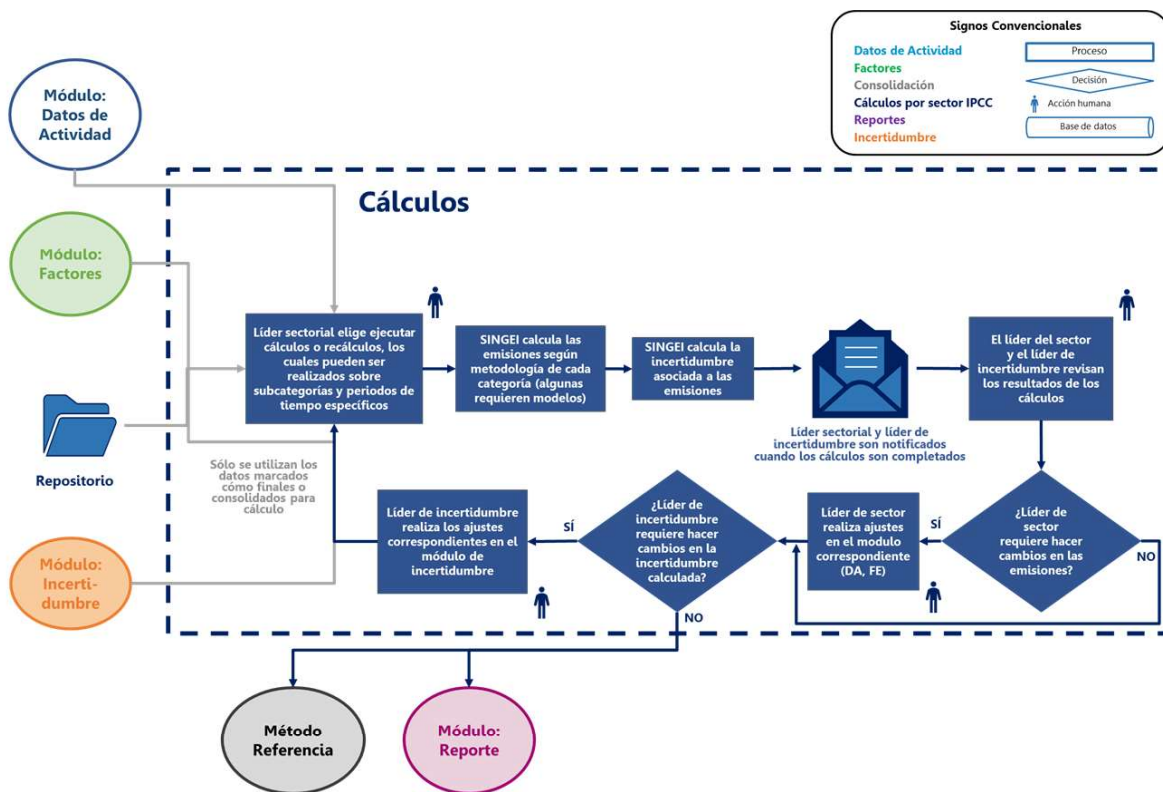 Signos Convencionales
Datos de Actividad
Factores
Consolidación
Cálculos por sector IPCC
Reportes
Incertidumbre
Proceso
Decisión
Acción humana
Base de datos
Módulo:
Datos de
Actividad
Módulo:
Factores
Repositorio
Módulo:
Incerti-
dumbre
Cálculos
Líder sectorial elige ejecutar
cálculos o recálculos, los
cuales pueden ser
realizados sobre
subcategorías y periodos de
tiempo específicos
SINGEI calcula las
emisiones según
metodología de cada
categoría (algunas
requieren modelos)
SINGEI calcula la
incertidumbre
asociada a las
emisiones
Líder sectorial y líder de
incertidumbre son notificados
cuando los cálculos son completados
El líder del sector
y el líder de
incertidumbre revisan
los resultados de los
cálculos
Sólo se utilizan los
datos marcados
cómo finales o
consolidados para
cálculo
Líder de incertidumbre
realiza los ajustes
correspondientes en el
módulo de
incertidumbre
SÍ
¿Líder de
incertidumbre
requiere hacer
cambios en la
incertidumbre
calculada?
NO
Líder de sector
realiza ajustes
en el modulo
correspondiente
(DA, FE)
SÍ
¿Líder de
sector
requiere hacer
cambios en las
emisiones?
NO
Método
Referencia
Módulo:
Reporte